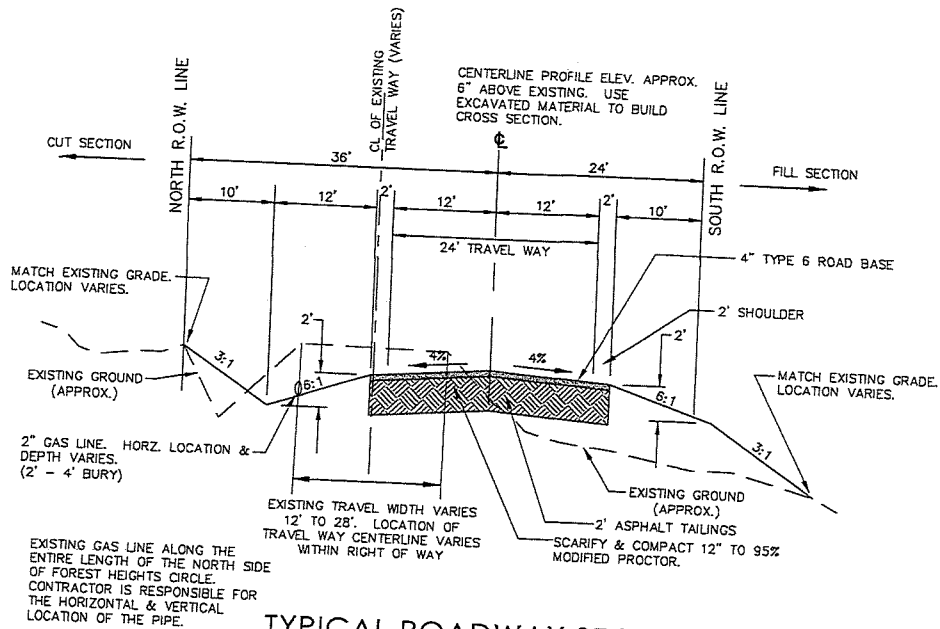 NORTH R.O.W. LINE
CL OF EXISTING
TRAVEL WAY (VARIES)
CENTERLINE PROFILE ELEV. APPROX.
6" ABOVE EXISTING. USE
EXCAVATED MATERIAL TO BUILD
CROSS SECTION.
SOUTH R.O.W. LINE
CUT SECTION
℄
FILL SECTION
36'
24'
10'
12'
2'
12'
12'
2'
10'
24' TRAVEL WAY
4" TYPE 6 ROAD BASE
MATCH EXISTING GRADE.
LOCATION VARIES.
2' SHOULDER
2'
4%
4%
2'
3:1
6:1
6:1
3:1
EXISTING GROUND
(APPROX.)
MATCH EXISTING GRADE.
LOCATION VARIES.
2" GAS LINE. HORZ. LOCATION &
DEPTH VARIES.
(2' - 4' BURY)
EXISTING TRAVEL WIDTH VARIES
12' TO 28'. LOCATION OF
TRAVEL WAY CENTERLINE VARIES
WITHIN RIGHT OF WAY
EXISTING GROUND
(APPROX.)
2' ASPHALT TAILINGS
SCARIFY & COMPACT 12" TO 95%
MODIFIED PROCTOR.
EXISTING GAS LINE ALONG THE
ENTIRE LENGTH OF THE NORTH SIDE
OF FOREST HEIGHTS CIRCLE.
CONTRACTOR IS RESPONSIBLE FOR
THE HORIZONTAL & VERTICAL
LOCATION OF THE PIPE.
TYPICAL ROADWAY